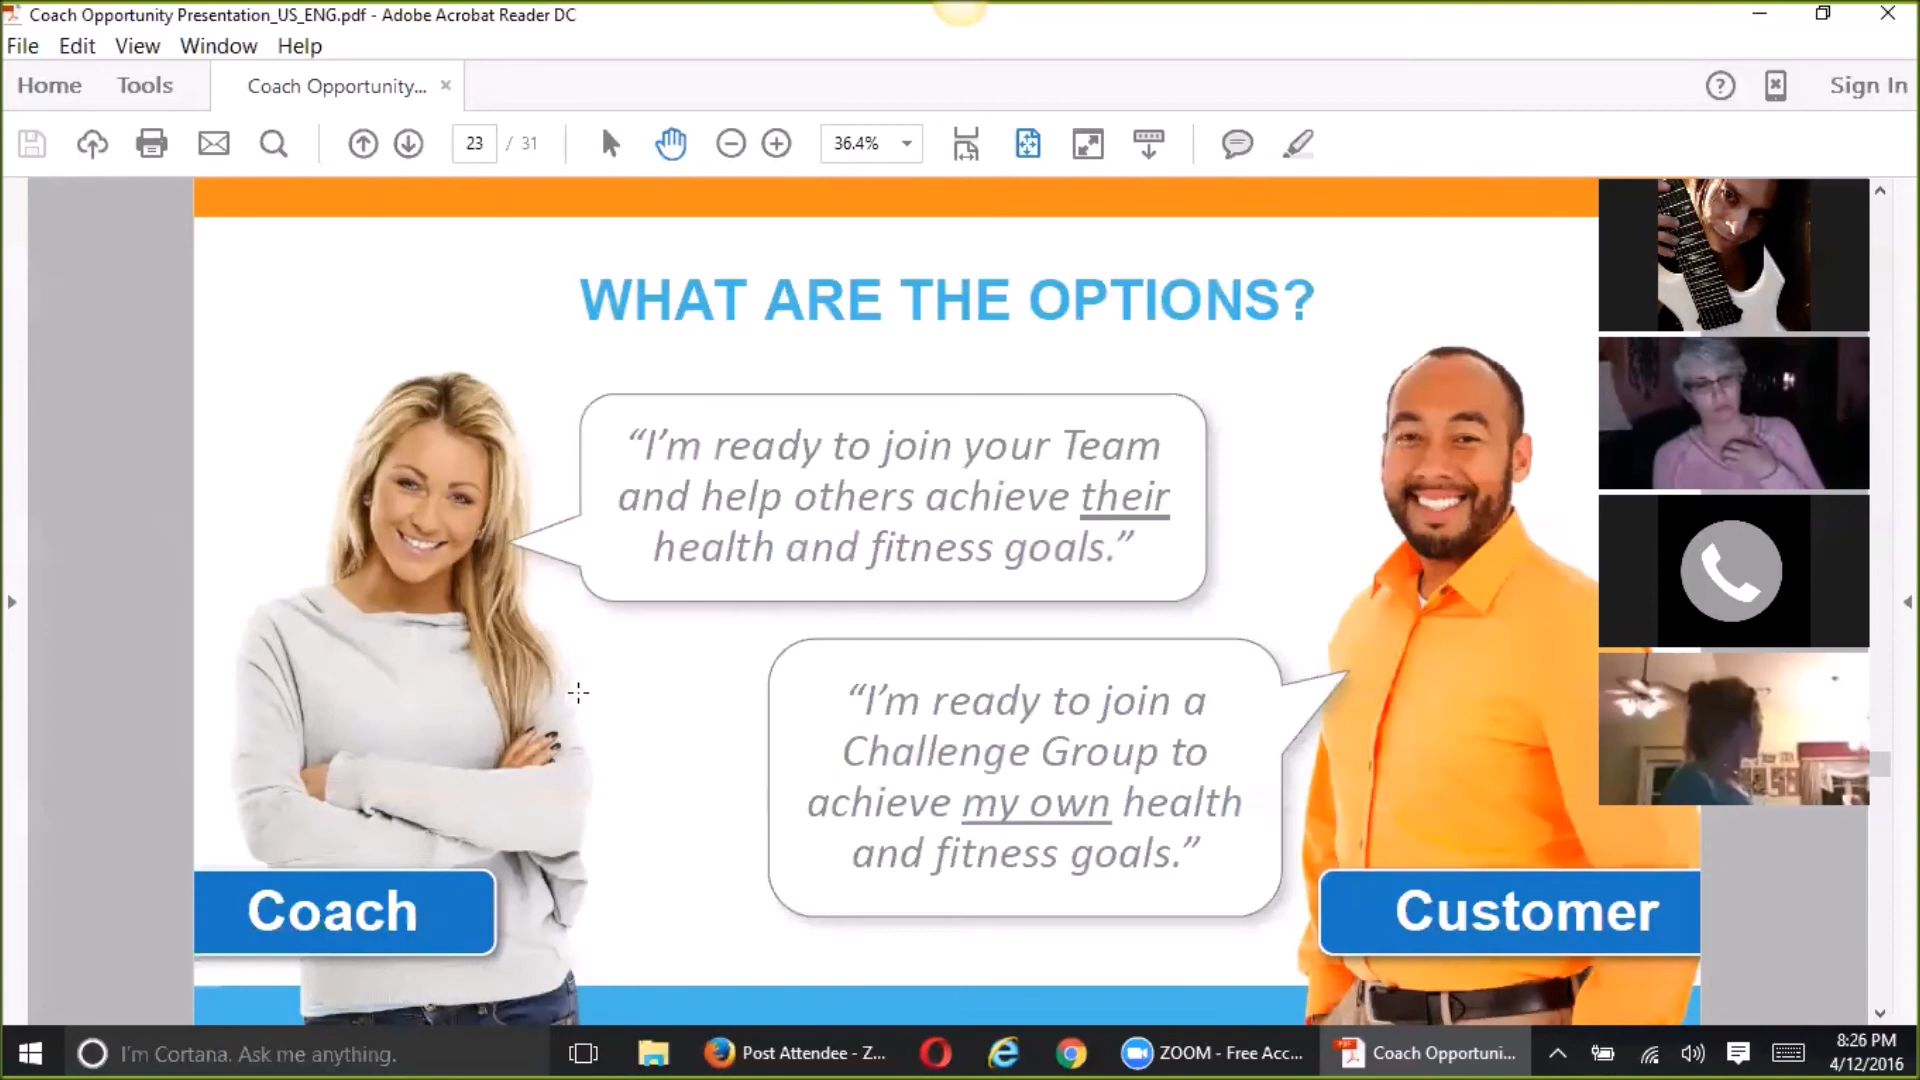 Coach Opportunity Presentation_US_ENG.pdf - Adobe Acrobat Reader DC
File Edit View Window Help
Home Tools Coach Opportunity... × Sign In
23 / 31 36.4%
WHAT ARE THE OPTIONS?
“I’m ready to join your Team
and help others achieve their
health and fitness goals.”
“I’m ready to join a
Challenge Group to
achieve my own health
and fitness goals.”
Coach
Customer
I'm Cortana. Ask me anything.
Post Attendee - Z...
ZOOM - Free Acc...
Coach Opportuni...
8:26 PM
4/12/2016